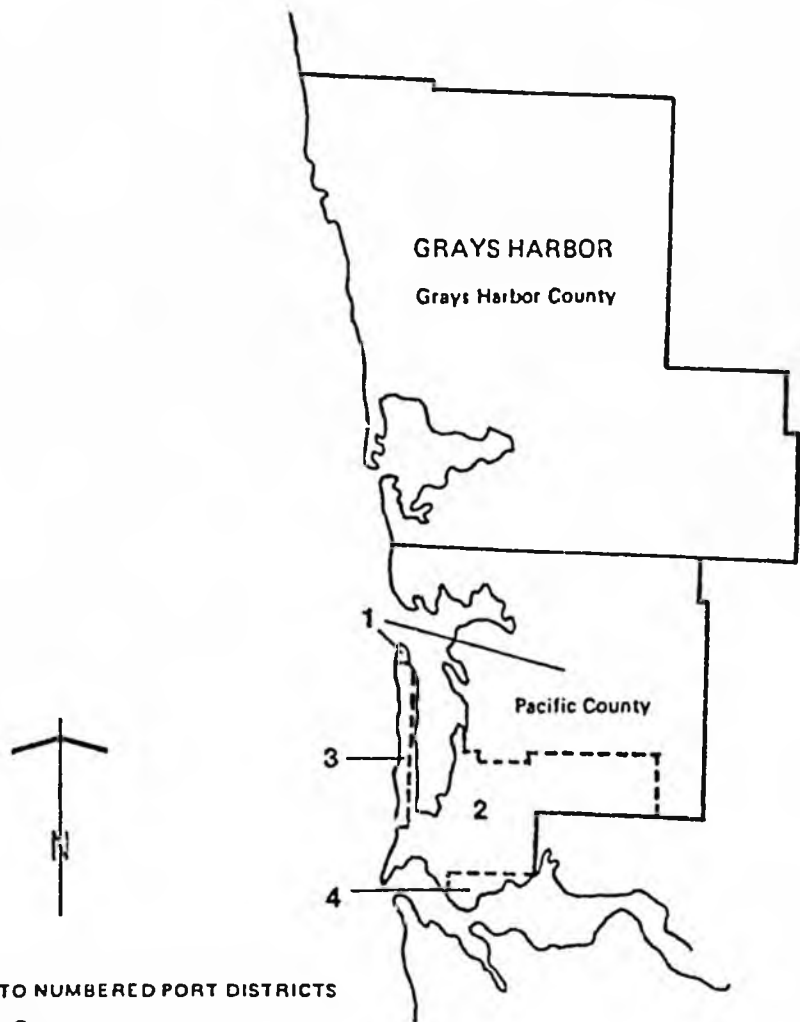 GRAYS HARBOR
Grays Harbor County
1
Pacific County
3
2
N
4
TO NUMBERED PORT DISTRICTS